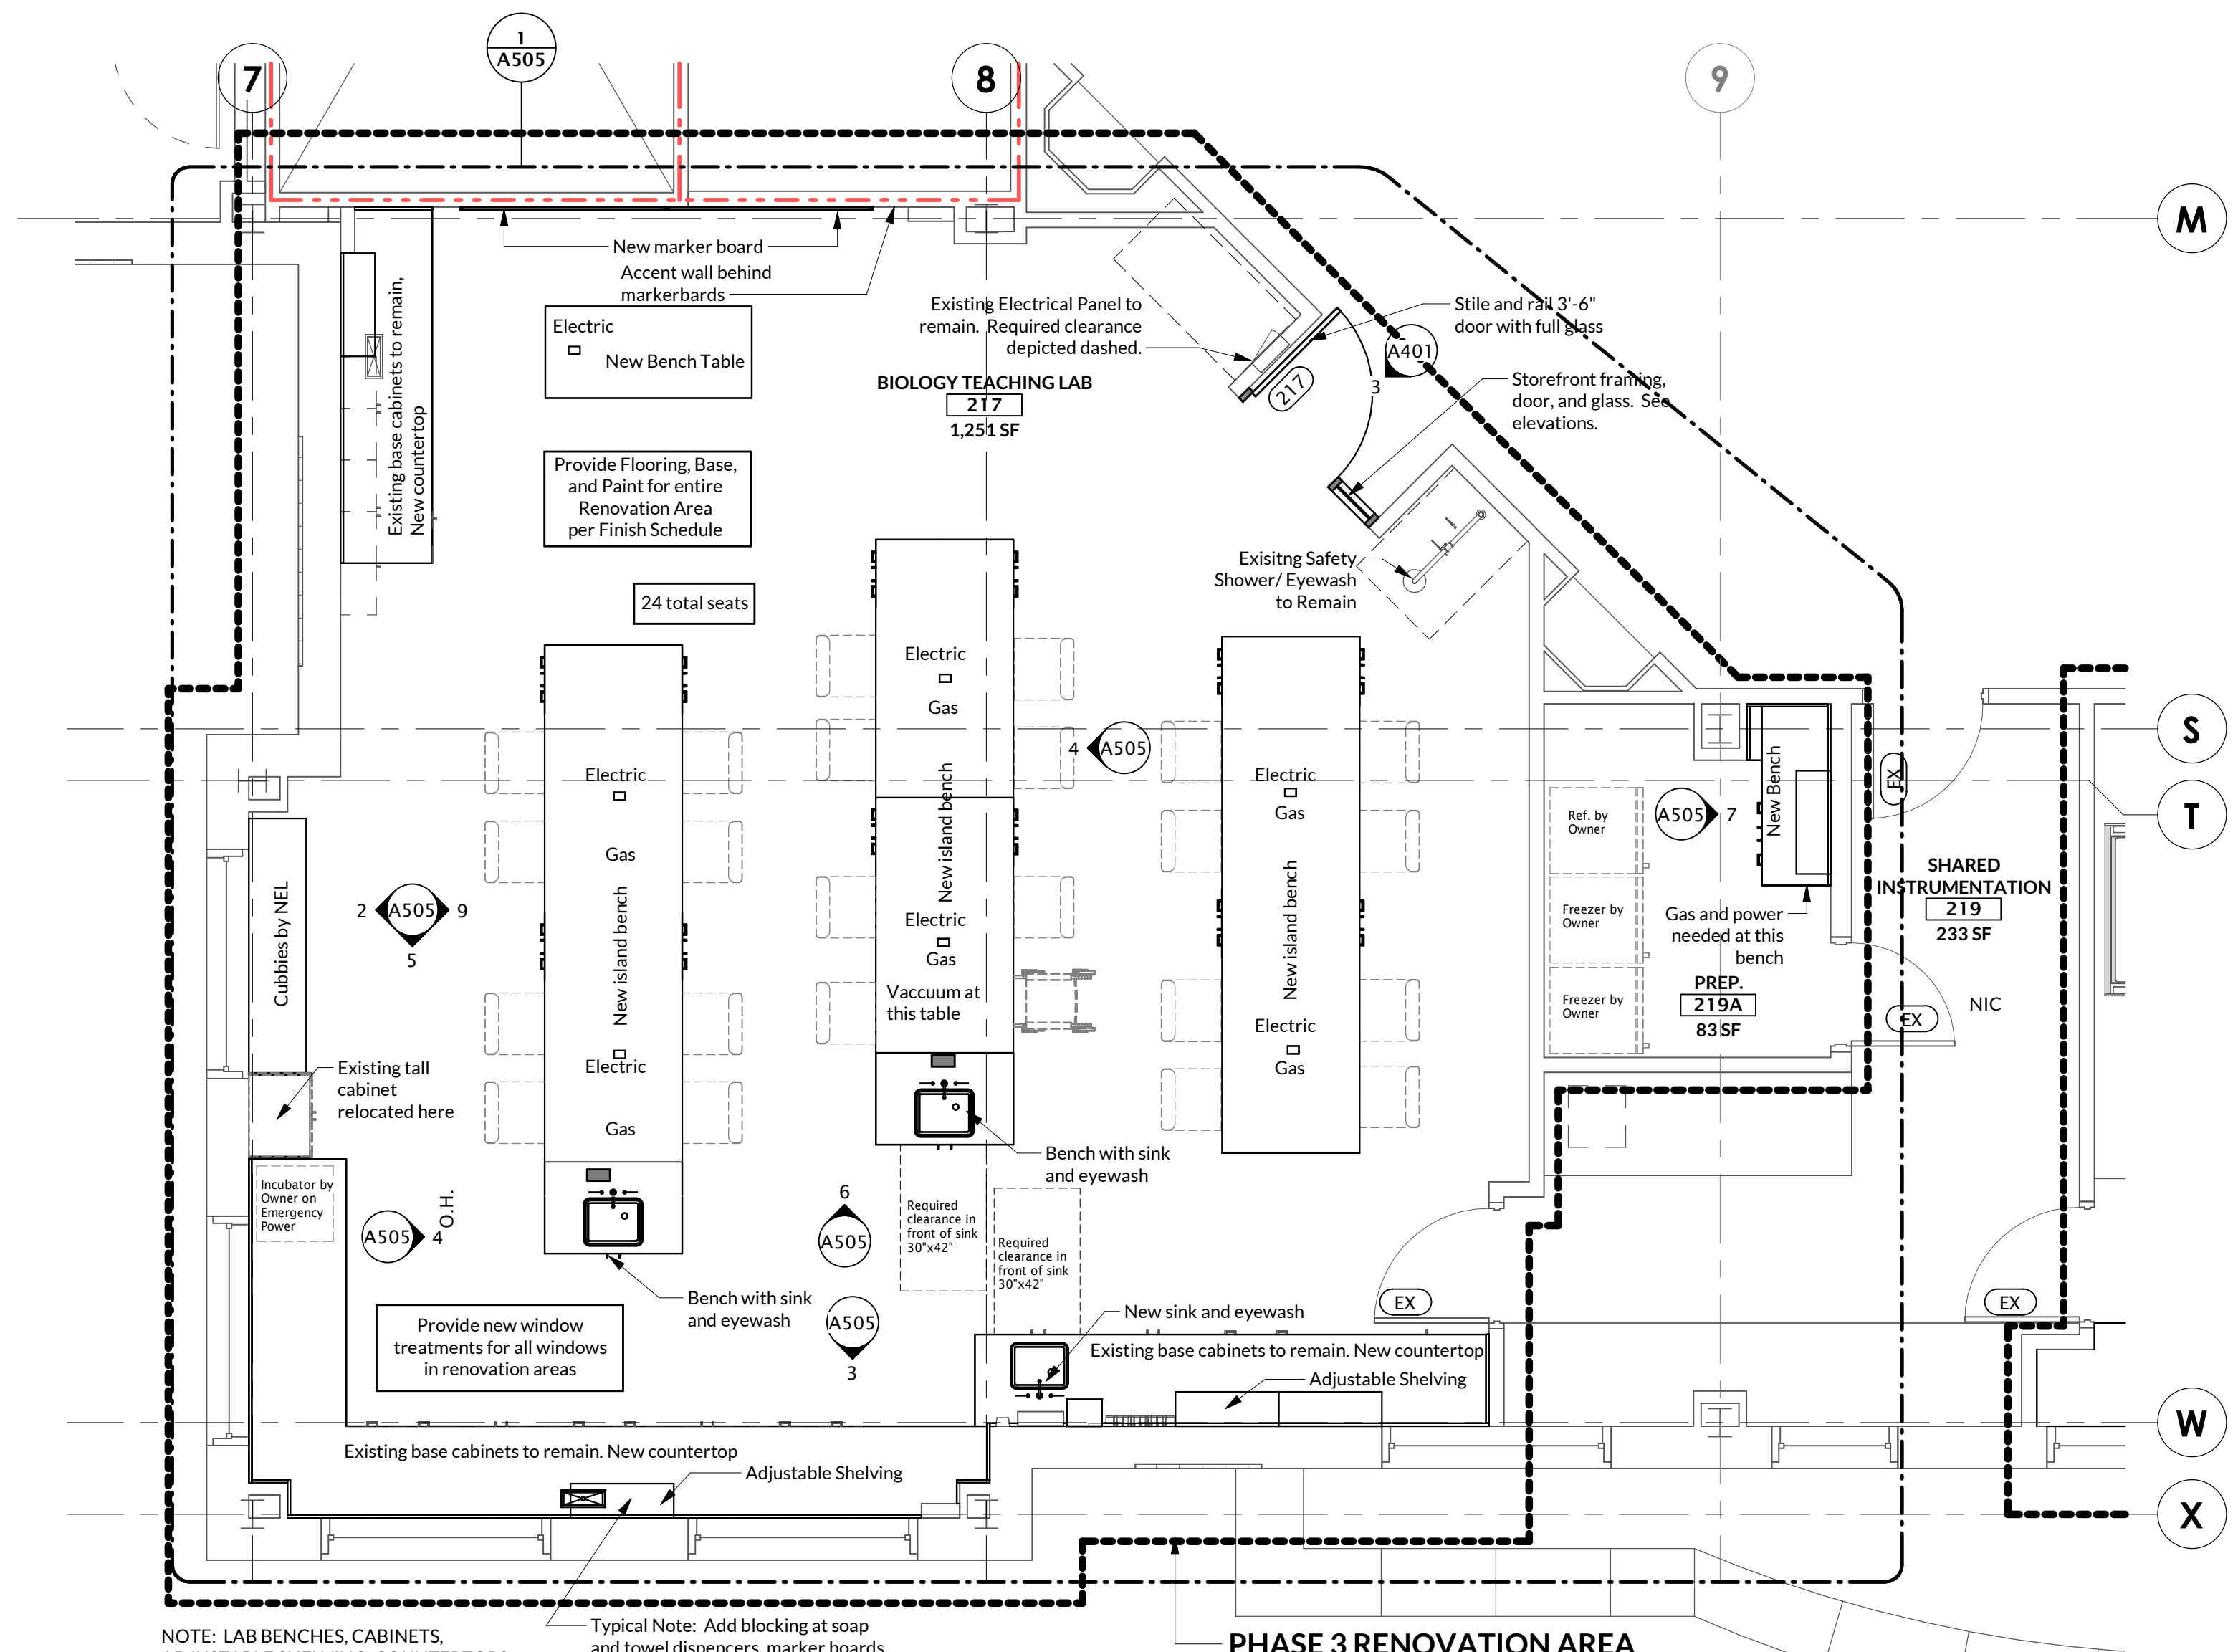 1
A505
7
8
9
M
New marker board
Accent wall behind
markerbards
Existing base cabinets to remain,
New countertop
Electric
New Bench Table
Existing Electrical Panel to
remain. Required clearance
depicted dashed.
Stile and rail 3'-6"
door with full glass
A401
3
217
BIOLOGY TEACHING LAB
217
1,251 SF
Storefront framing,
door, and glass. See
elevations.
Provide Flooring, Base,
and Paint for entire
Renovation Area
per Finish Schedule
24 total seats
Exisitng Safety
Shower/ Eyewash
to Remain
Electric
Gas
New island bench
Electric
Gas
Vaccuum at
this table
4
A505
S
T
Electric
Gas
New island bench
Electric
Gas
Electric
Gas
New island bench
Electric
Gas
Ref. by
Owner
Freezer by
Owner
Freezer by
Owner
A505
7
New Bench
EX
Gas and power
needed at this
bench
PREP.
219A
83 SF
SHARED
INSTRUMENTATION
219
233 SF
NIC
EX
Cubbies by NEL
2
A505
9
5
Existing tall
cabinet
relocated here
Incubator by
Owner on
Emergency
Power
A505
4
O.H.
Bench with sink
and eyewash
Bench with sink
and eyewash
6
A505
A505
3
Required
clearance in
front of sink
30"x42"
Required
clearance in
front of sink
30"x42"
New sink and eyewash
EX
EX
Provide new window
treatments for all windows
in renovation areas
Existing base cabinets to remain. New countertop
Adjustable Shelving
W
Existing base cabinets to remain. New countertop
Adjustable Shelving
X
Typical Note: Add blocking at soap
and towel dispencers, marker boards,
NOTE: LAB BENCHES, CABINETS,
PHASE 3 RENOVATION AREA